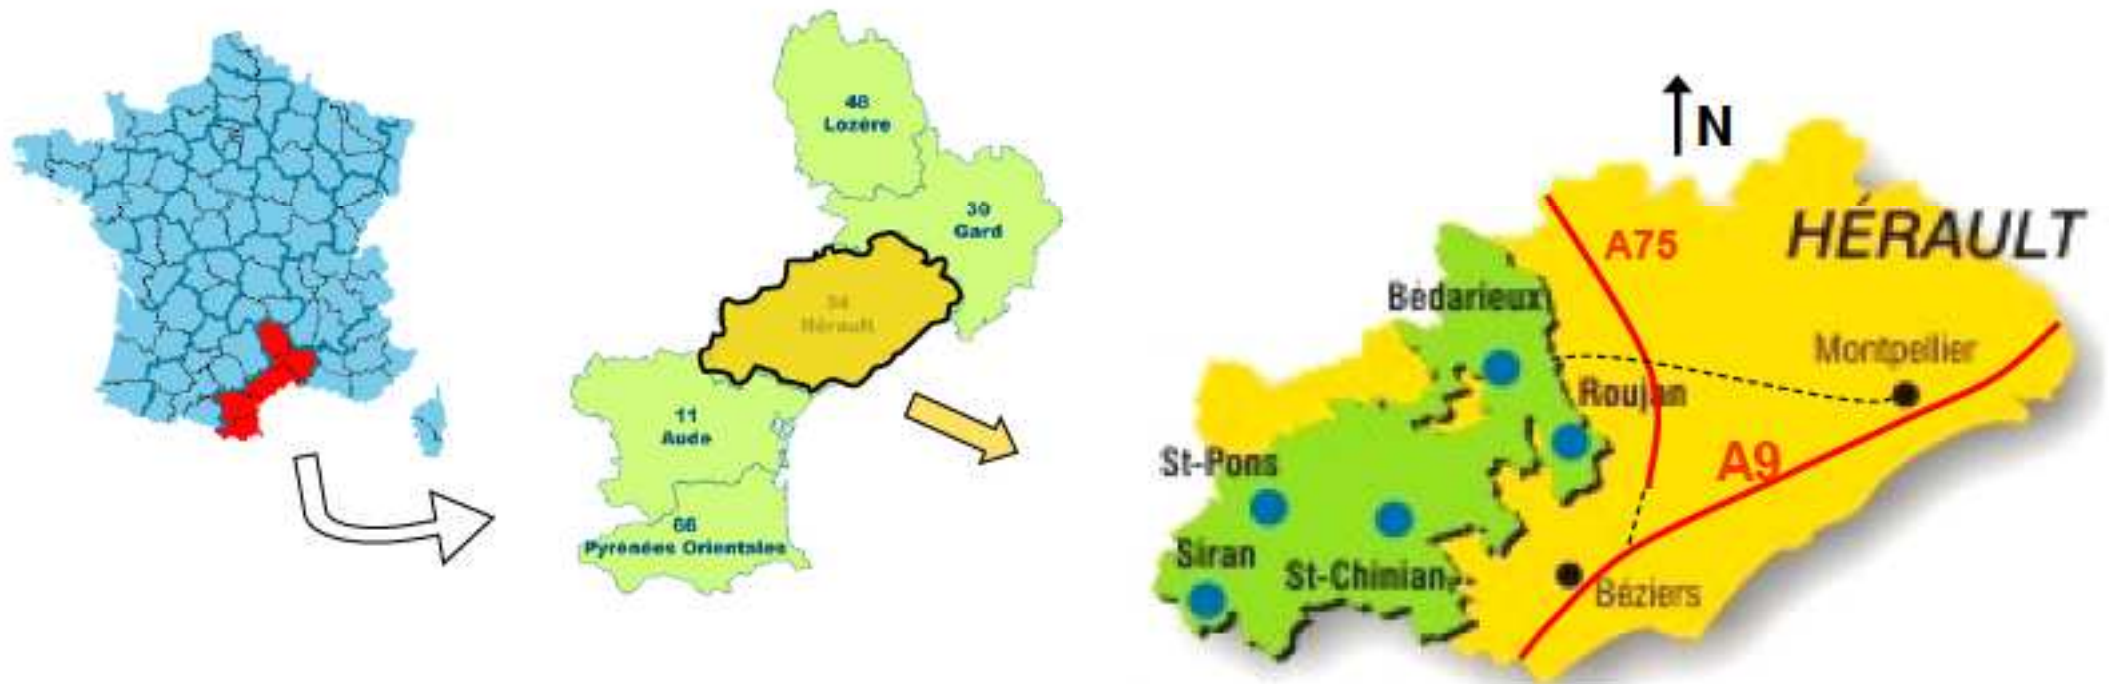 48
Lozère
30
Gard
34
Hérault
11
Aude
66
Pyrénées Orientales
N
HÉRAULT
A75
Bédarieux
Montpellier
Roujan
A9
St-Pons
Siran
St-Chinian
Béziers